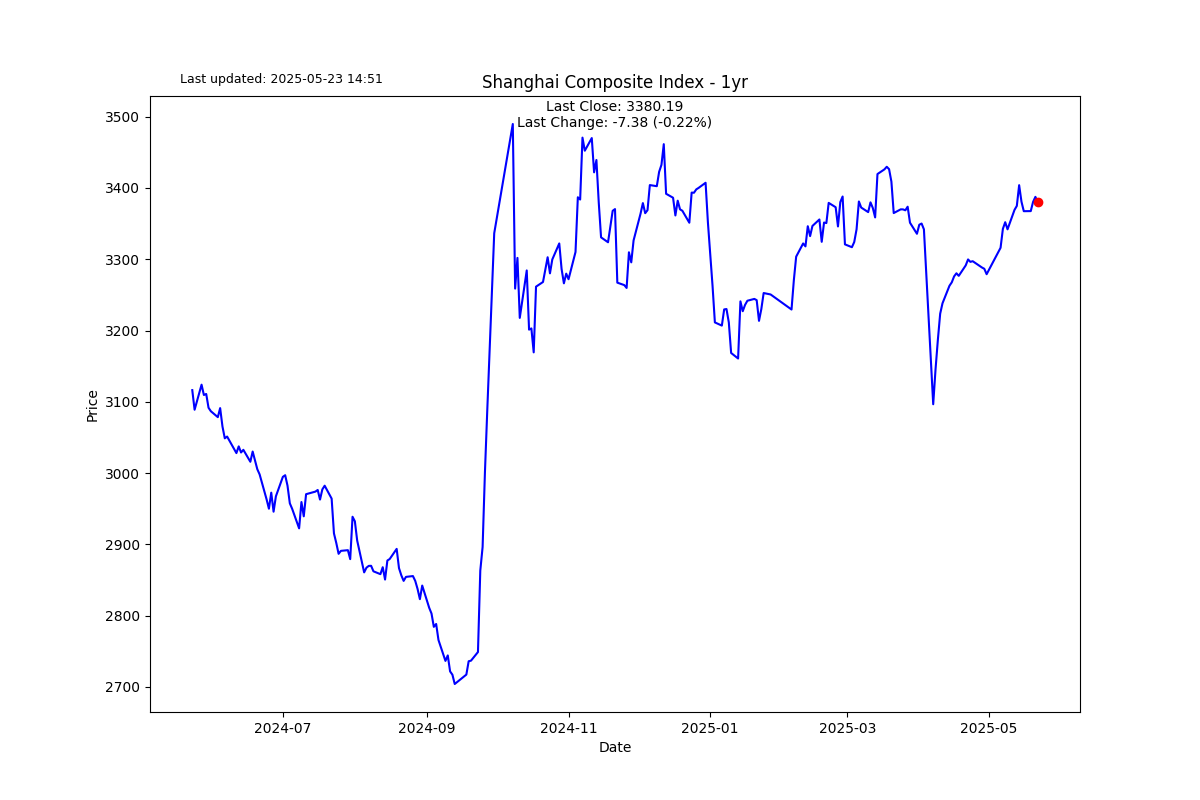 Last updated: 2025-05-23 14:51
Shanghai Composite Index - 1yr
Last Close: 3380.19
Last Change: -7.38 (-0.22%)
3500
3400
3300
3200
3100
3000
2900
2800
2700
Price
2024-07
2024-09
2024-11
2025-01
2025-03
2025-05
Date